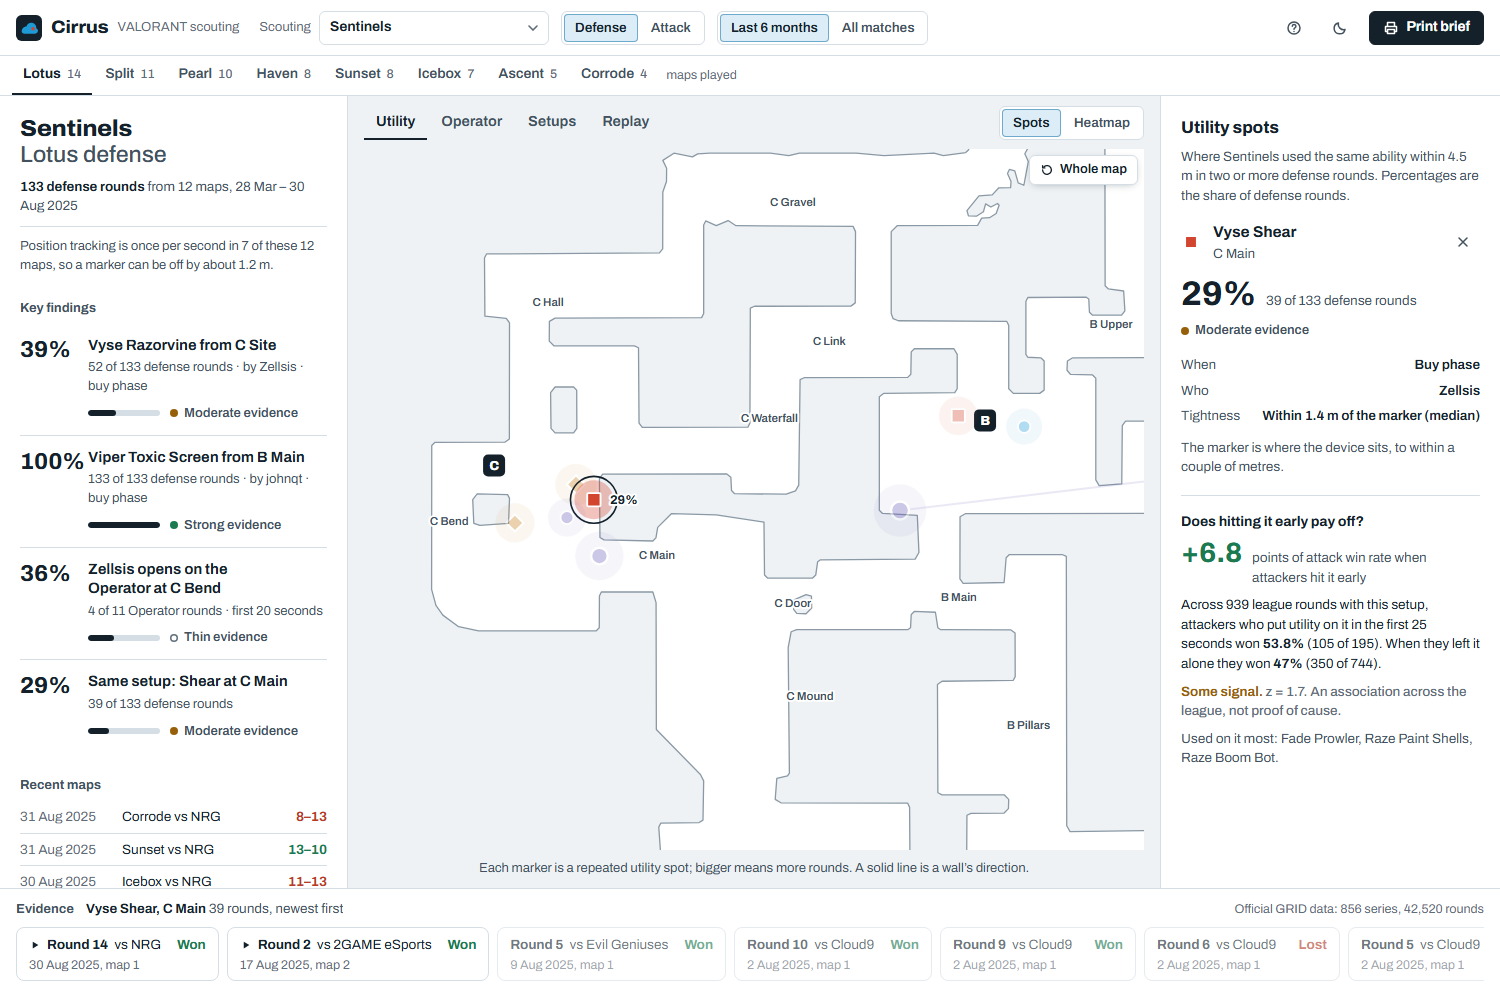 Cirrus VALORANT scouting Scouting Sentinels Defense Attack Last 6 months All matches Print brief
Lotus 14 Split 11 Pearl 10 Haven 8 Sunset 8 Icebox 7 Ascent 5 Corrode 4 maps played
Sentinels
Lotus defense
133 defense rounds from 12 maps, 28 Mar – 30
Aug 2025
Position tracking is once per second in 7 of these 12
maps, so a marker can be off by about 1.2 m.
Key findings
39% Vyse Razorvine from C Site
52 of 133 defense rounds · by Zellsis ·
buy phase
Moderate evidence
100% Viper Toxic Screen from B Main
133 of 133 defense rounds · by johnqt ·
buy phase
Strong evidence
36% Zellsis opens on the
Operator at C Bend
4 of 11 Operator rounds · first 20 seconds
Thin evidence
29% Same setup: Shear at C Main
39 of 133 defense rounds
Moderate evidence
Recent maps
31 Aug 2025 Corrode vs NRG 8–13
31 Aug 2025 Sunset vs NRG 13–10
30 Aug 2025 Icebox vs NRG 11–13
Utility Operator Setups Replay Spots Heatmap
Whole map
C Gravel
C Hall
B Upper
C Link
C Waterfall
B
C
29%
C Bend
C Main
C Door
B Main
C Mound
B Pillars
Each marker is a repeated utility spot; bigger means more rounds. A solid line is a wall's direction.
Utility spots
Where Sentinels used the same ability within 4.5
m in two or more defense rounds. Percentages are
the share of defense rounds.
Vyse Shear
C Main
29% 39 of 133 defense rounds
Moderate evidence
When Buy phase
Who Zellsis
Tightness Within 1.4 m of the marker (median)
The marker is where the device sits, to within a
couple of metres.
Does hitting it early pay off?
+6.8 points of attack win rate when
attackers hit it early
Across 939 league rounds with this setup,
attackers who put utility on it in the first 25
seconds won 53.8% (105 of 195). When they left it
alone they won 47% (350 of 744).
Some signal. z = 1.7. An association across the
league, not proof of cause.
Used on it most: Fade Prowler, Raze Paint Shells,
Raze Boom Bot.
Evidence Vyse Shear, C Main 39 rounds, newest first Official GRID data: 856 series, 42,520 rounds
Round 14 vs NRG Won
30 Aug 2025, map 1
Round 2 vs 2GAME eSports Won
17 Aug 2025, map 2
Round 5 vs Evil Geniuses Won
9 Aug 2025, map 1
Round 10 vs Cloud9 Won
2 Aug 2025, map 1
Round 9 vs Cloud9 Won
2 Aug 2025, map 1
Round 6 vs Cloud9 Lost
2 Aug 2025, map 1
Round 5 vs Cloud9
2 Aug 2025, map 1